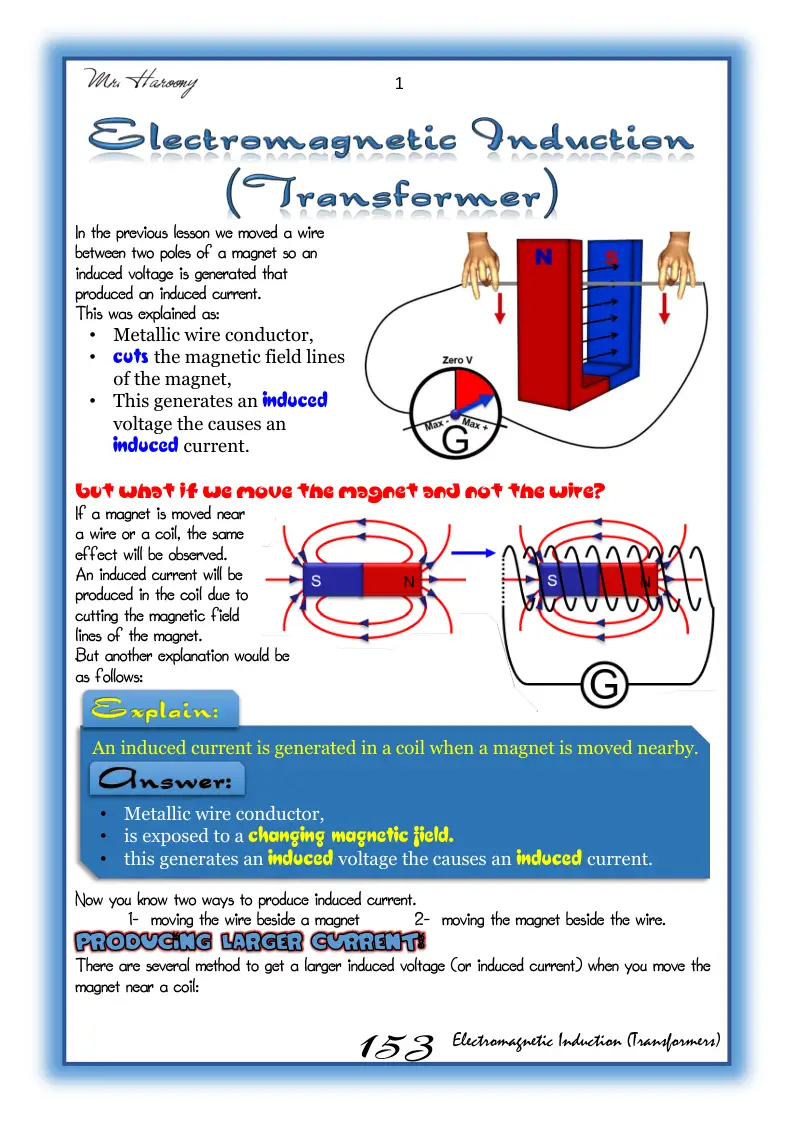 Mr. Haroony
1
Electromagnetic Induction
(Transformer)
In the previous lesson we moved a wire
between two poles of a magnet so an
induced voltage is generated that
produced an induced current.
This was explained as:
• Metallic wire conductor,
• cuts the magnetic field lines
of the magnet,
• This generates an induced
voltage the causes an
induced current.
N
S
Zero V
Max -
Max +
G
but what if we move the magnet and not the wire?
If a magnet is moved near
a wire or a coil, the same
effect will be observed.
An induced current will be
produced in the coil due to
cutting the magnetic field
lines of the magnet.
But another explanation would be
as follows:
S
N
S
N
G
Explain:
An induced current is generated in a coil when a magnet is moved nearby.
Answer:
• Metallic wire conductor,
• is exposed to a changing magnetic field.
• this generates an induced voltage the causes an induced current.
Now you know two ways to produce induced current.
1- moving the wire beside a magnet 2- moving the magnet beside the wire.
PRODUCING LARGER CURRENT:
There are several method to get a larger induced voltage (or induced current) when you move the
magnet near a coil:
153
Electromagnetic Induction (Transformers)